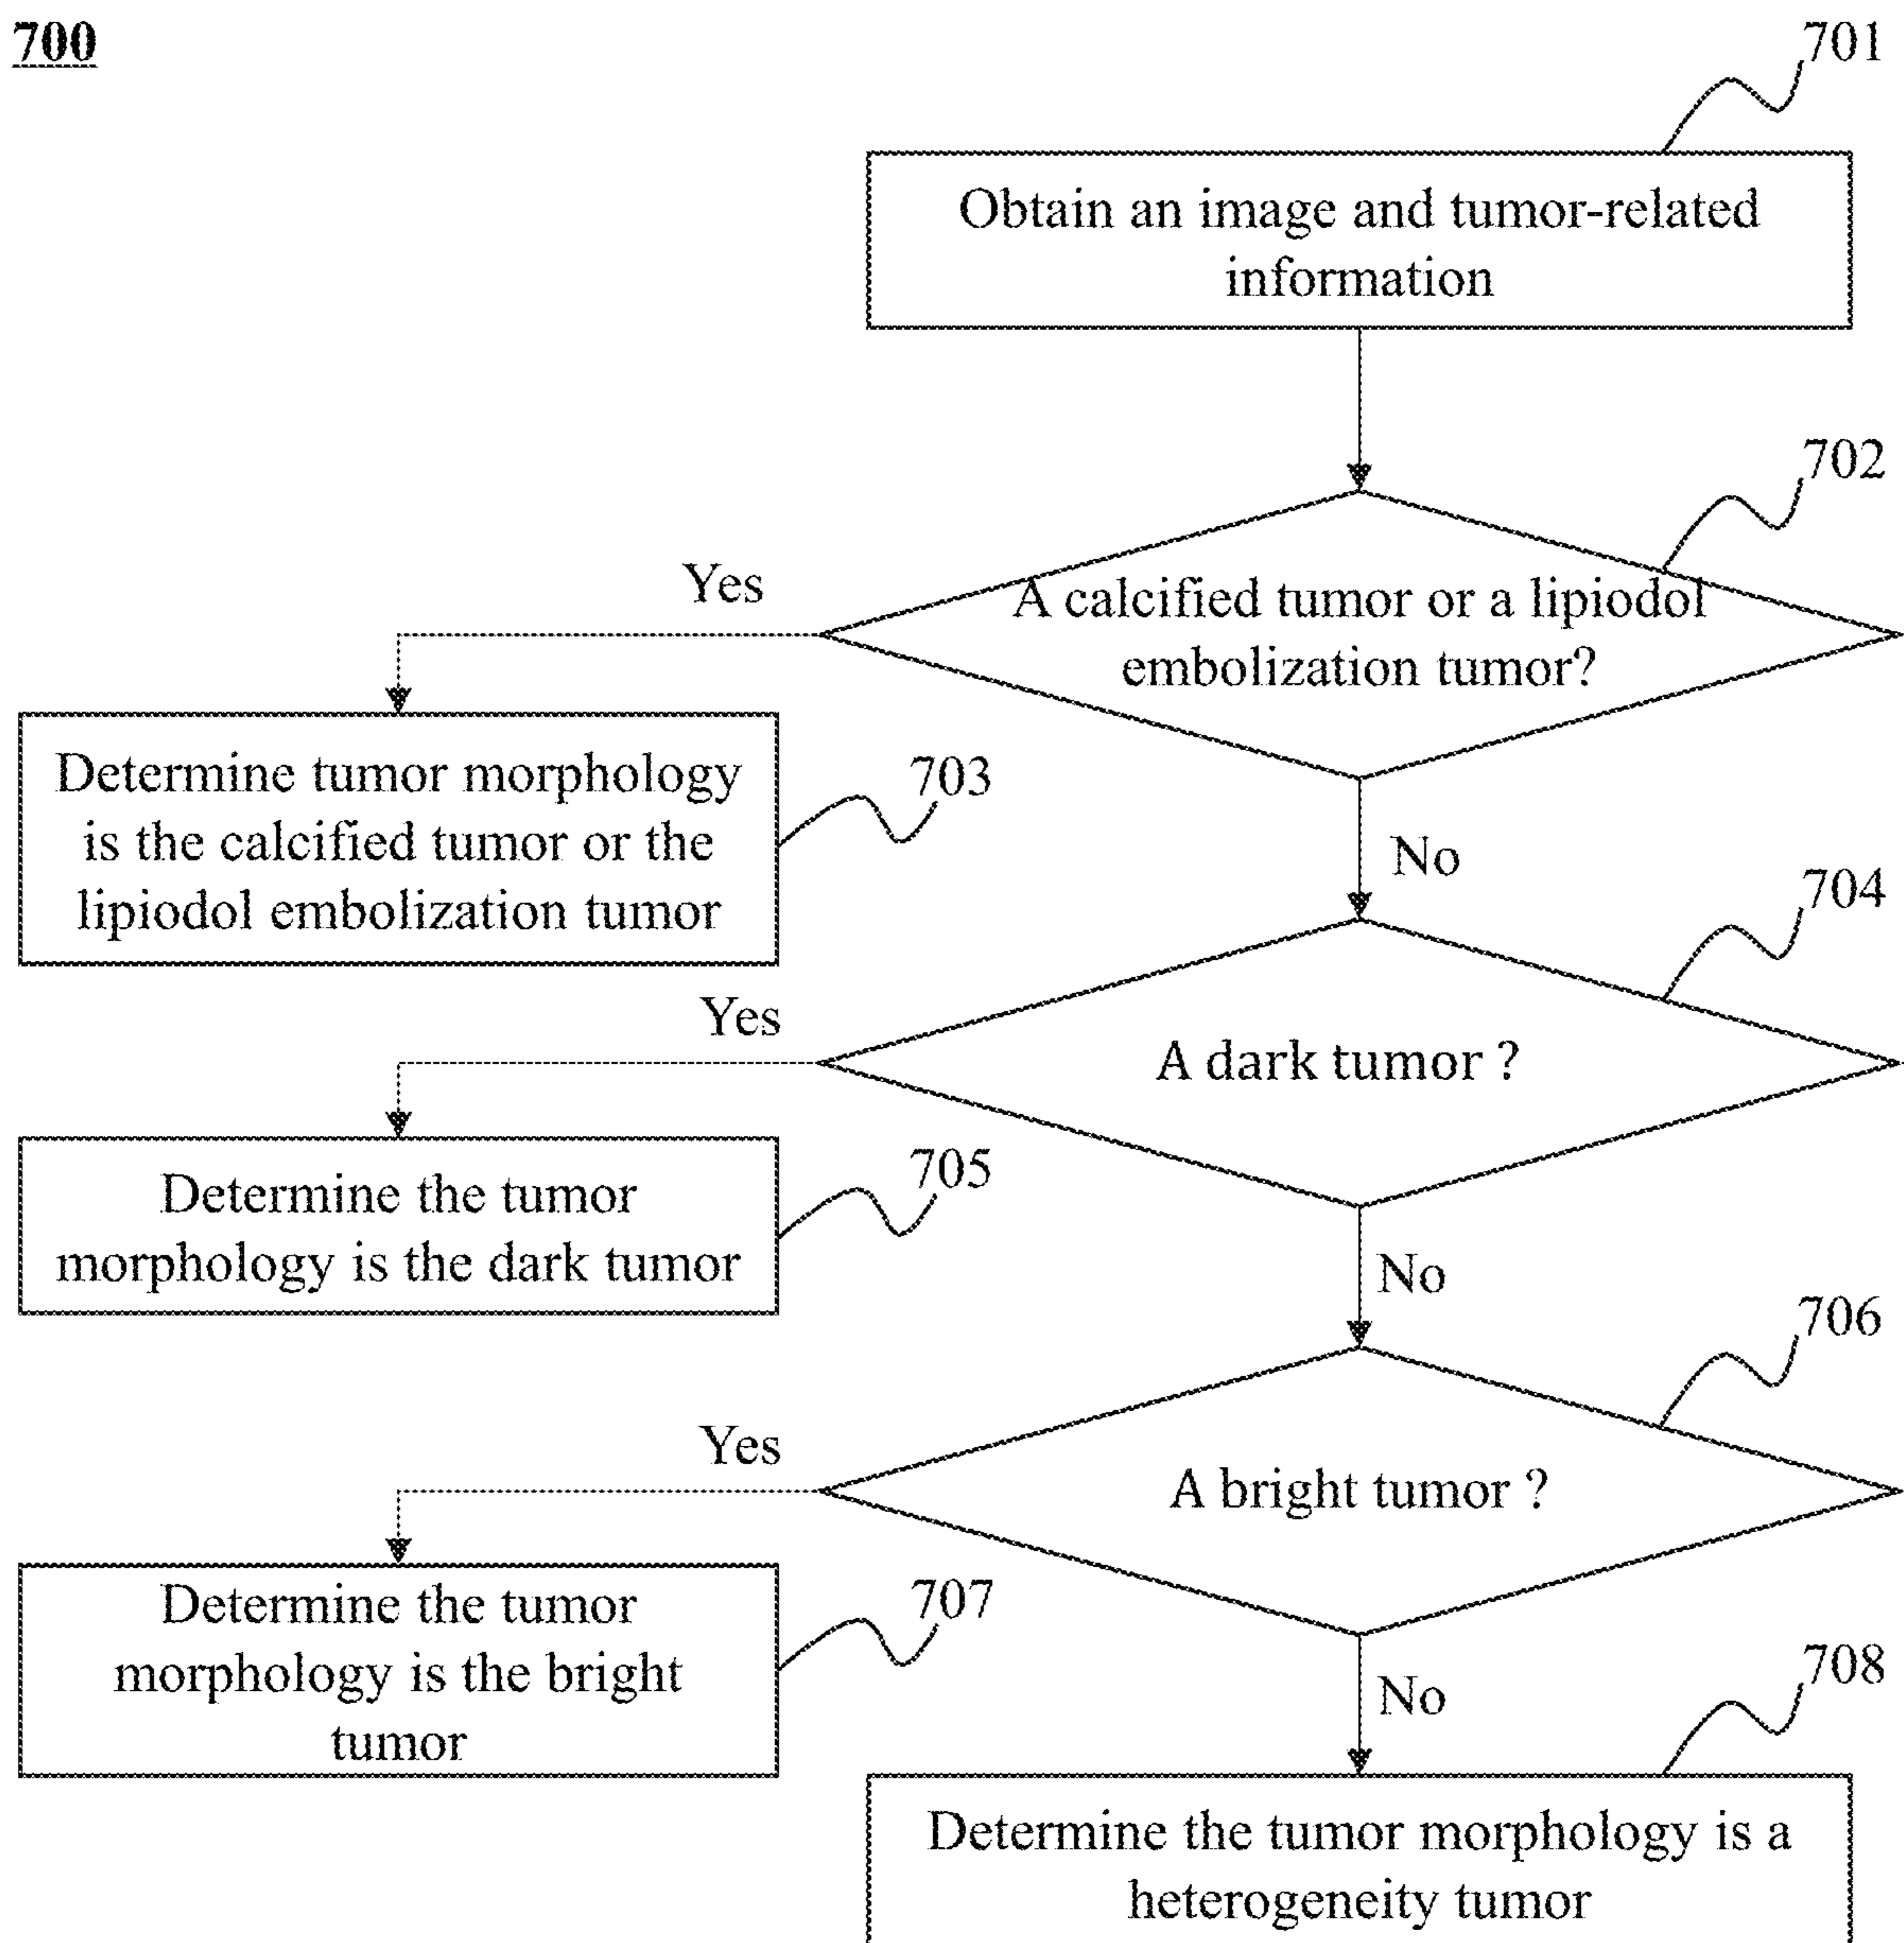 700
701
Obtain an image and tumor-related
information
702
Yes
A calcified tumor or a lipiodol
embolization tumor?
703
Determine tumor morphology
is the calcified tumor or the
lipiodol embolization tumor
No
704
Yes
A dark tumor ?
705
Determine the tumor
morphology is the dark tumor
No
706
Yes
A bright tumor ?
707
Determine the tumor
morphology is the bright
tumor
No
708
Determine the tumor morphology is a
heterogeneity tumor